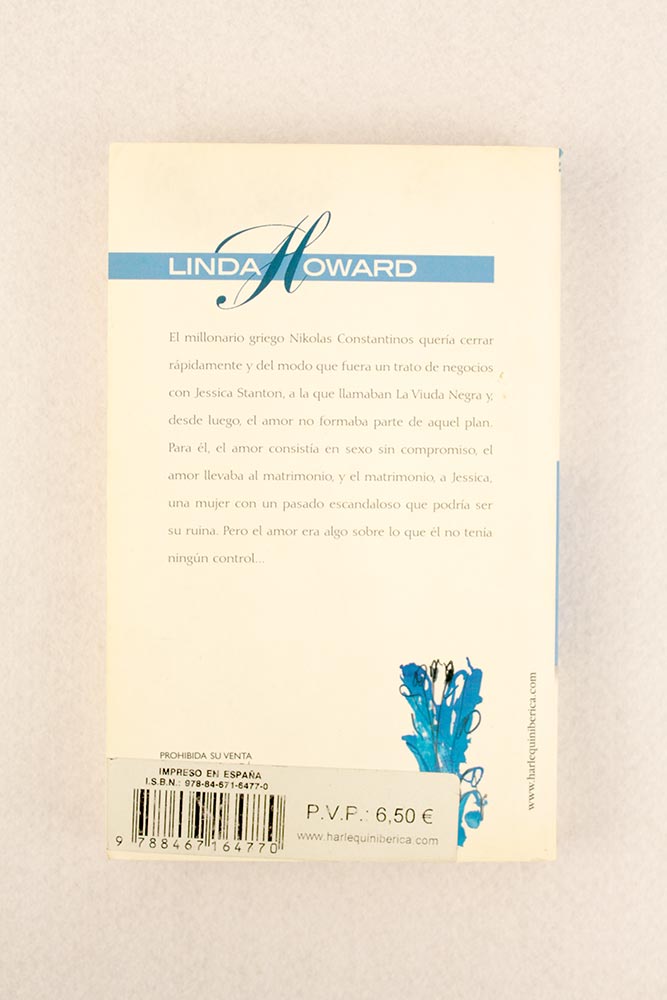 LINDA HOWARD
El millonario griego Nikolas Constantinos quería cerrar
rápidamente y del modo que fuera un trato de negocios
con Jessica Stanton, a la que llamaban La Viuda Negra y,
desde luego, el amor no formaba parte de aquel plan.
Para él, el amor consistía en sexo sin compromiso, el
amor llevaba al matrimonio, y el matrimonio, a Jessica,
una mujer con un pasado escandaloso que podría ser
su ruina. Pero el amor era algo sobre lo que él no tenía
ningún control...
www.harlequiniberica.com
PROHIBIDA SU VENTA
IMPRESO EN ESPAÑA
I.S.B.N.: 978-84-671-6477-0
9 788467 164770
P.V.P.: 6,50 €
www.harlequiniberica.com